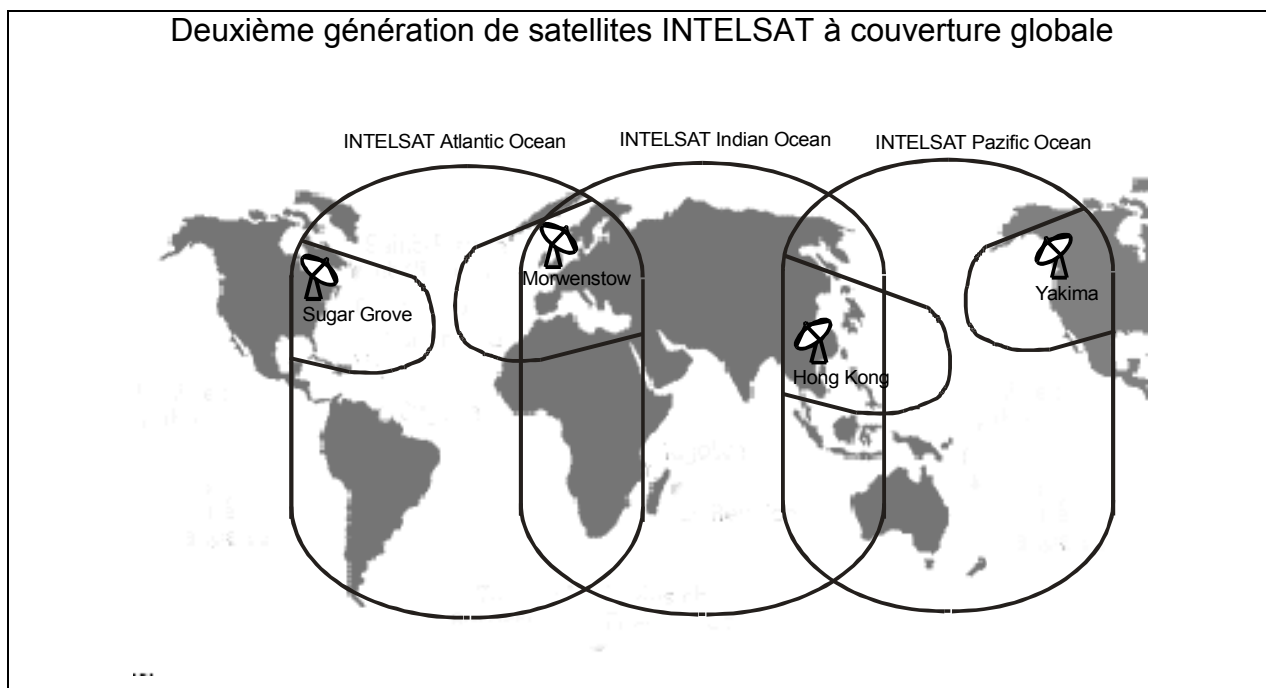 Deuxième génération de satellites INTELSAT à couverture globale
INTELSAT Atlantic Ocean
INTELSAT Indian Ocean
INTELSAT Pazific Ocean
Morwenstow
Sugar Grove
Yakima
Hong Kong